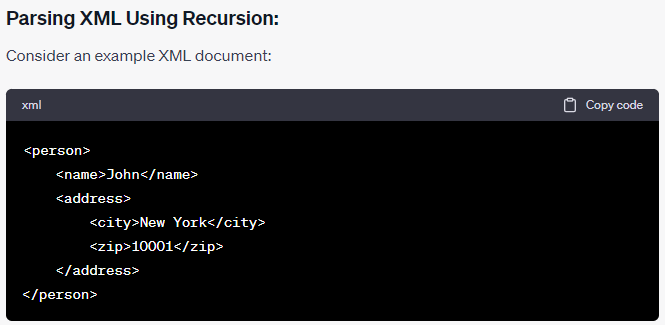 Parsing XML Using Recursion:
Consider an example XML document:
xml Copy code
<person>
    <name>John</name>
    <address>
        <city>New York</city>
        <zip>10001</zip>
    </address>
</person>